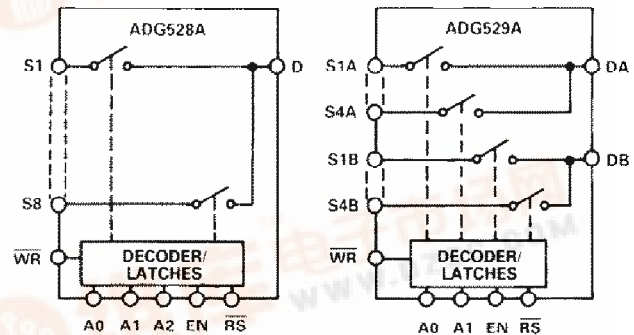 ADG528A
S1
D
S8
WR
DECODER/
LATCHES
A0 A1 A2 EN RS
ADG529A
S1A
DA
S4A
S1B
DB
S4B
WR
DECODER/
LATCHES
A0 A1 EN RS